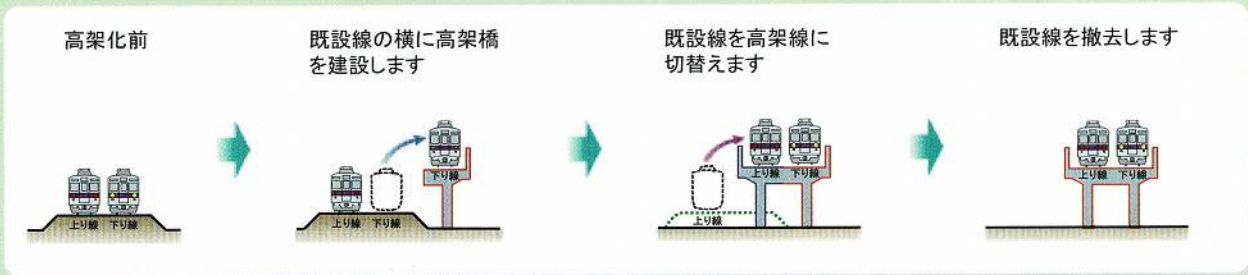 高架化前
既設線の横に高架橋
を建設します
既設線を高架線に
切替えます
既設線を撤去します
上り線 下り線
上り線 下り線
下り線
上り線
上り線 下り線
上り線 下り線